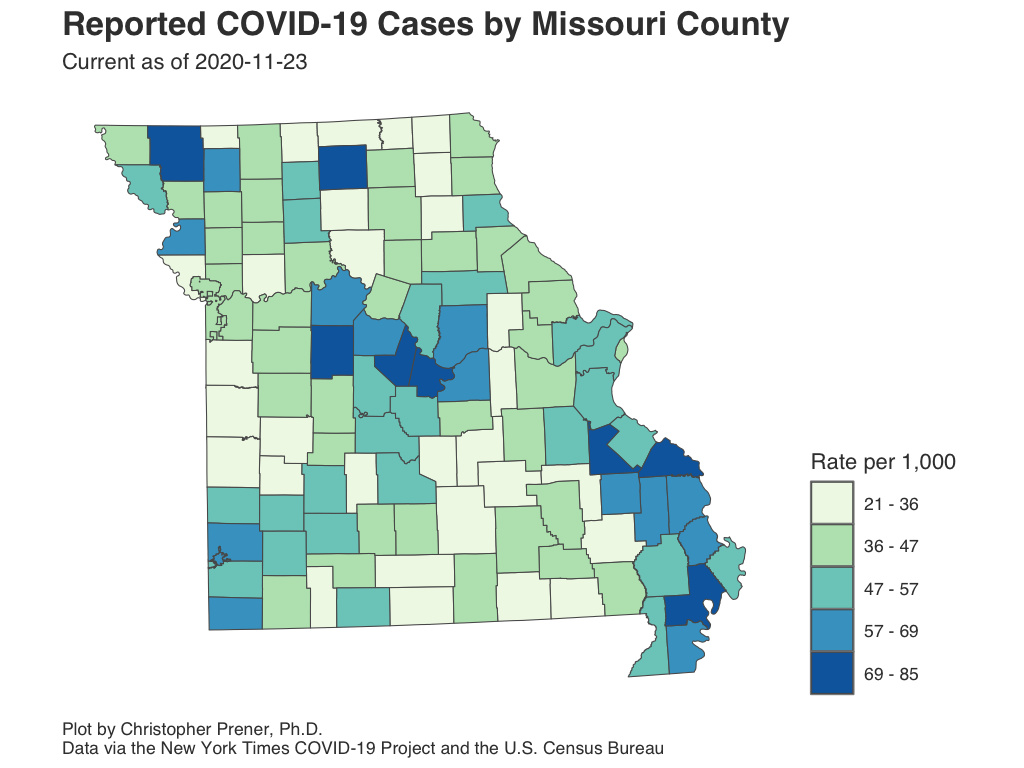 Reported COVID-19 Cases by Missouri County
Current as of 2020-11-23
Rate per 1,000
21 - 36
36 - 47
47 - 57
57 - 69
69 - 85
Plot by Christopher Prener, Ph.D.
Data via the New York Times COVID-19 Project and the U.S. Census Bureau